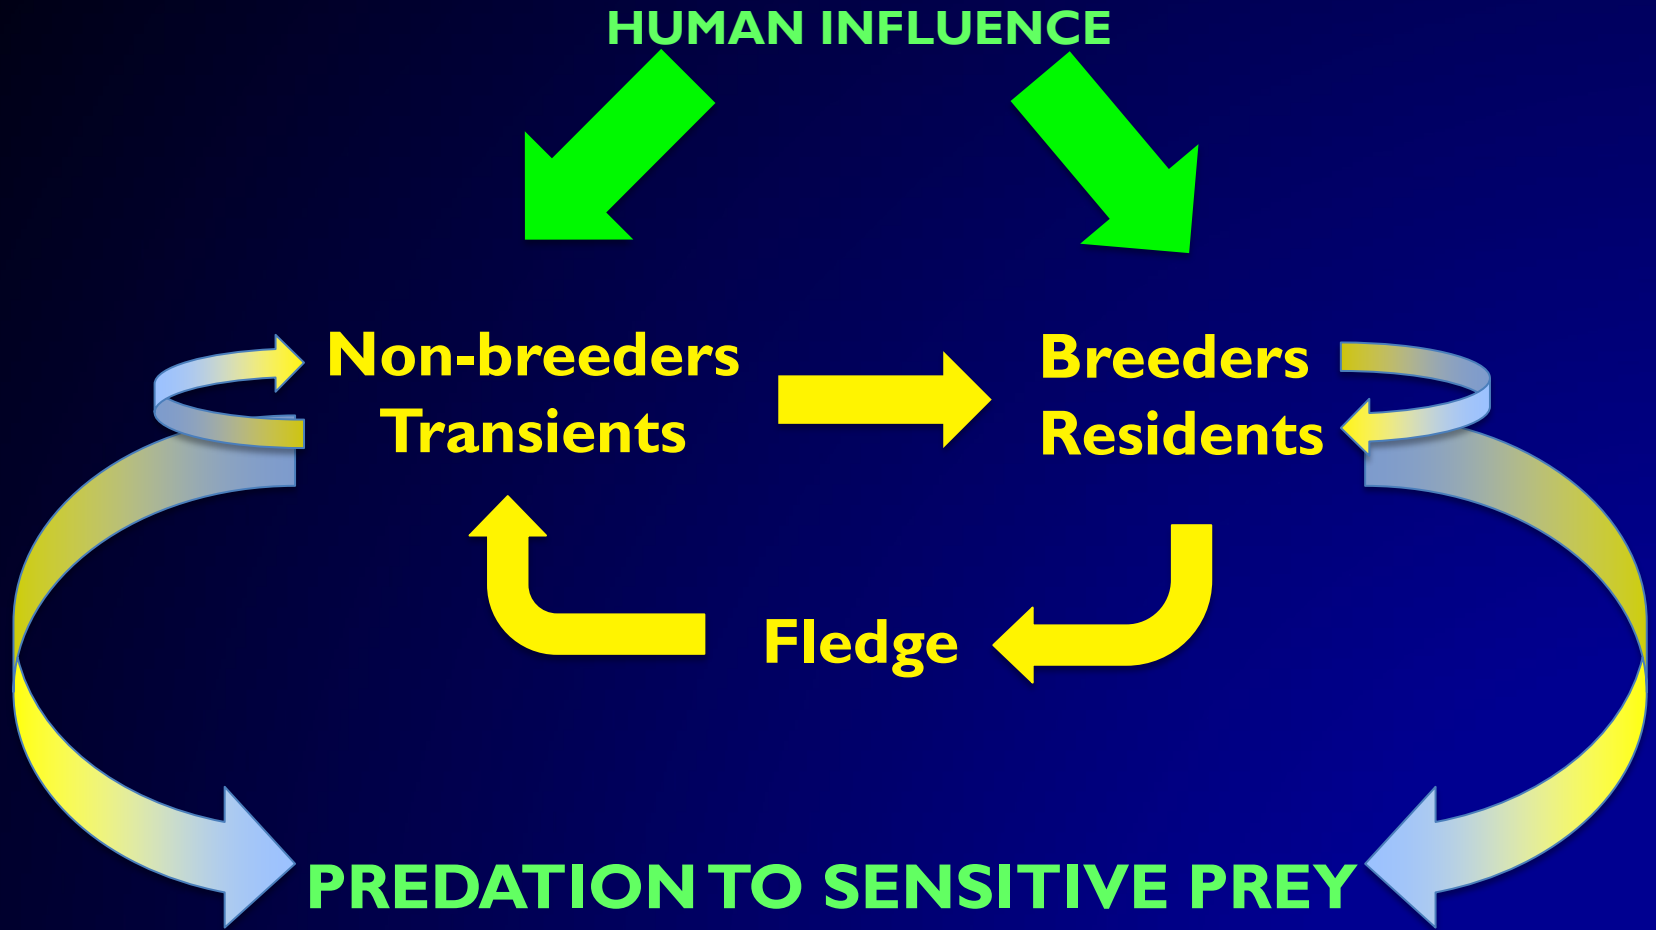 HUMAN INFLUENCE
Non-breeders
Transients
Breeders
Residents
Fledge
PREDATION TO SENSITIVE PREY